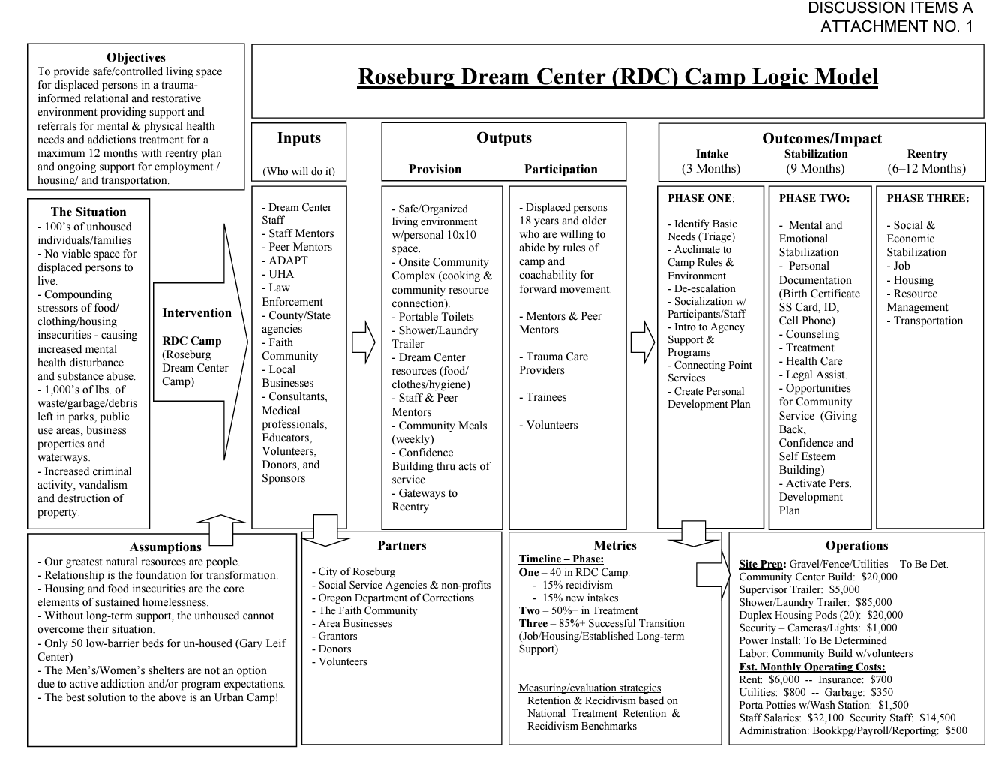 DISCUSSION ITEMS A
ATTACHMENT NO. 1
Objectives
To provide safe/controlled living space
for displaced persons in a trauma-
informed relational and restorative
environment providing support and
referrals for mental & physical health
needs and addictions treatment for a
maximum 12 months with reentry plan
and ongoing support for employment /
housing/ and transportation.
Roseburg Dream Center (RDC) Camp Logic Model
The Situation
- 100's of unhoused
individuals/families
- No viable space for
displaced persons to
live.
- Compounding
stressors of food/
clothing/housing
insecurities - causing
increased mental
health disturbance
and substance abuse.
- 1,000's of lbs. of
waste/garbage/debris
left in parks, public
use areas, business
properties and
waterways.
- Increased criminal
activity, vandalism
and destruction of
property.
Intervention
RDC Camp
(Roseburg
Dream Center
Camp)
Inputs
(Who will do it)
- Dream Center
Staff
- Staff Mentors
- Peer Mentors
- ADAPT
- UHA
- Law
Enforcement
- County/State
agencies
- Faith
Community
- Local
Businesses
- Consultants,
Medical
professionals,
Educators,
Volunteers,
Donors, and
Sponsors
Outputs
Provision
Participation
- Safe/Organized
living environment
w/personal 10x10
space.
- Onsite Community
Complex (cooking &
community resource
connection).
- Portable Toilets
- Shower/Laundry
Trailer
- Dream Center
resources (food/
clothes/hygiene)
- Staff & Peer
Mentors
- Community Meals
(weekly)
- Confidence
Building thru acts of
service
- Gateways to
Reentry
- Displaced persons
18 years and older
who are willing to
abide by rules of
camp and
coachability for
forward movement.
- Mentors & Peer
Mentors
- Trauma Care
Providers
- Trainees
- Volunteers
Outcomes/Impact
Intake
(3 Months)
Stabilization
(9 Months)
Reentry
(6–12 Months)
PHASE ONE:
- Identify Basic
Needs (Triage)
- Acclimate to
Camp Rules &
Environment
- De-escalation
- Socialization w/
Participants/Staff
- Intro to Agency
Support &
Programs
- Connecting Point
Services
- Create Personal
Development Plan
PHASE TWO:
- Mental and
Emotional
Stabilization
- Personal
Documentation
(Birth Certificate
SS Card, ID,
Cell Phone)
- Counseling
- Treatment
- Health Care
- Legal Assist.
- Opportunities
for Community
Service (Giving
Back,
Confidence and
Self Esteem
Building)
- Activate Pers.
Development
Plan
PHASE THREE:
- Social &
Economic
Stabilization
- Job
- Housing
- Resource
Management
- Transportation
Assumptions
- Our greatest natural resources are people.
- Relationship is the foundation for transformation.
- Housing and food insecurities are the core
elements of sustained homelessness.
- Without long-term support, the unhoused cannot
overcome their situation.
- Only 50 low-barrier beds for un-housed (Gary Leif
Center)
- The Men's/Women's shelters are not an option
due to active addiction and/or program expectations.
- The best solution to the above is an Urban Camp!
Partners
- City of Roseburg
- Social Service Agencies & non-profits
- Oregon Department of Corrections
- The Faith Community
- Area Businesses
- Grantors
- Donors
- Volunteers
Metrics
Timeline – Phase:
One – 40 in RDC Camp.
- 15% recidivism
- 15% new intakes
Two – 50%+ in Treatment
Three – 85%+ Successful Transition
(Job/Housing/Established Long-term
Support)
Measuring/evaluation strategies
Retention & Recidivism based on
National Treatment Retention &
Recidivism Benchmarks
Operations
Site Prep: Gravel/Fence/Utilities – To Be Det.
Community Center Build: $20,000
Supervisor Trailer: $5,000
Shower/Laundry Trailer: $85,000
Duplex Housing Pods (20): $20,000
Security – Cameras/Lights: $1,000
Power Install: To Be Determined
Labor: Community Build w/volunteers
Est. Monthly Operating Costs:
Rent: $6,000 -- Insurance: $700
Utilities: $800 -- Garbage: $350
Porta Potties w/Wash Station: $1,500
Staff Salaries: $32,100 Security Staff: $14,500
Administration: Bookkpg/Payroll/Reporting: $500